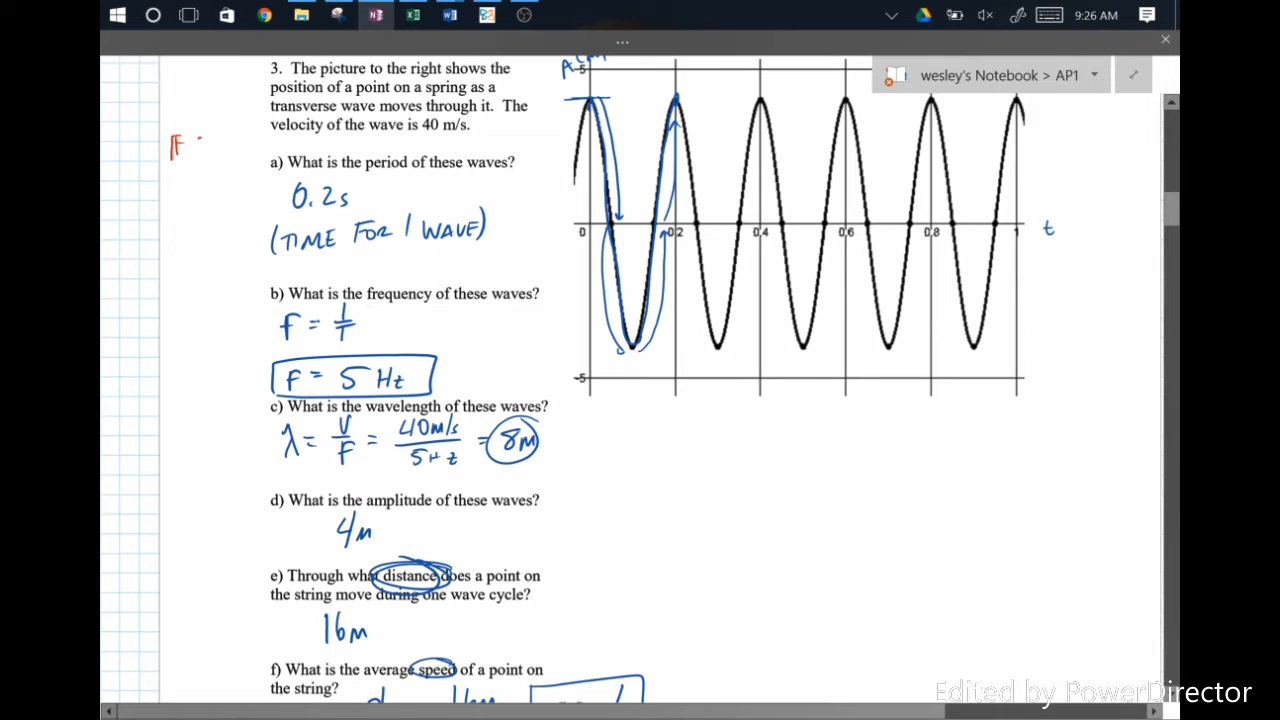 9:26 AM
...
wesley's Notebook > AP1
3. The picture to the right shows the
position of a point on a spring as a
transverse wave moves through it. The
velocity of the wave is 40 m/s.
F
a) What is the period of these waves?
0.2s
(TIME FOR 1 WAVE)
b) What is the frequency of these waves?
f = 1/T
f = 5 Hz
c) What is the wavelength of these waves?
λ = V/F = 40m/s / 5Hz = 8m
d) What is the amplitude of these waves?
4m
e) Through what distance does a point on
the string move during one wave cycle?
16m
f) What is the average speed of a point on
the string?
d 16m
5
0 0.2 0.4 0.6 0.8 1 t
-5
Edited by PowerDirector